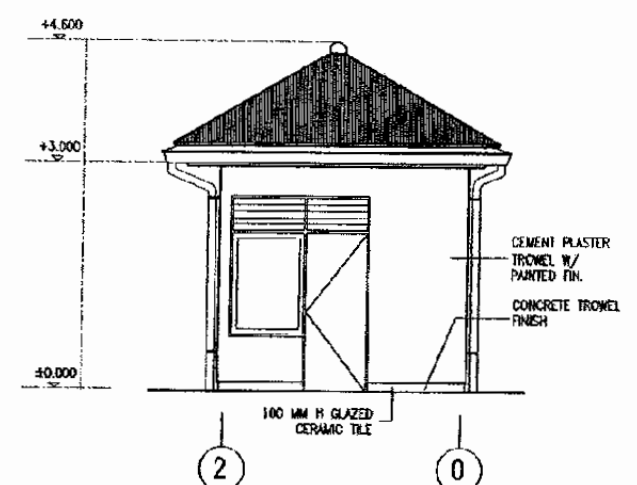 +4.600
+3.000
±0.000
CEMENT PLASTER
TROWEL W/
PAINTED FIN.
CONCRETE TROWEL
FINISH
100 MM H GLAZED
CERAMIC TILE
2
0